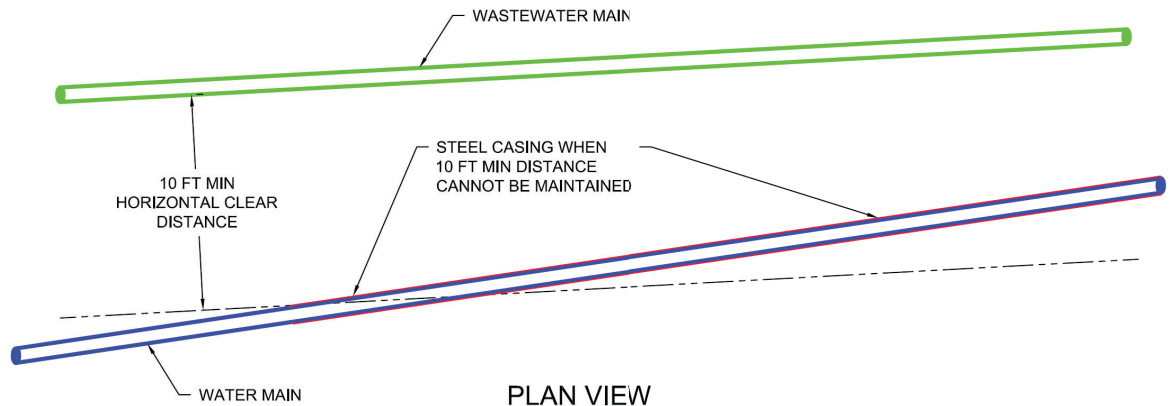 WASTEWATER MAIN
STEEL CASING WHEN
10 FT MIN DISTANCE
CANNOT BE MAINTAINED
10 FT MIN
HORIZONTAL CLEAR
DISTANCE
WATER MAIN
PLAN VIEW